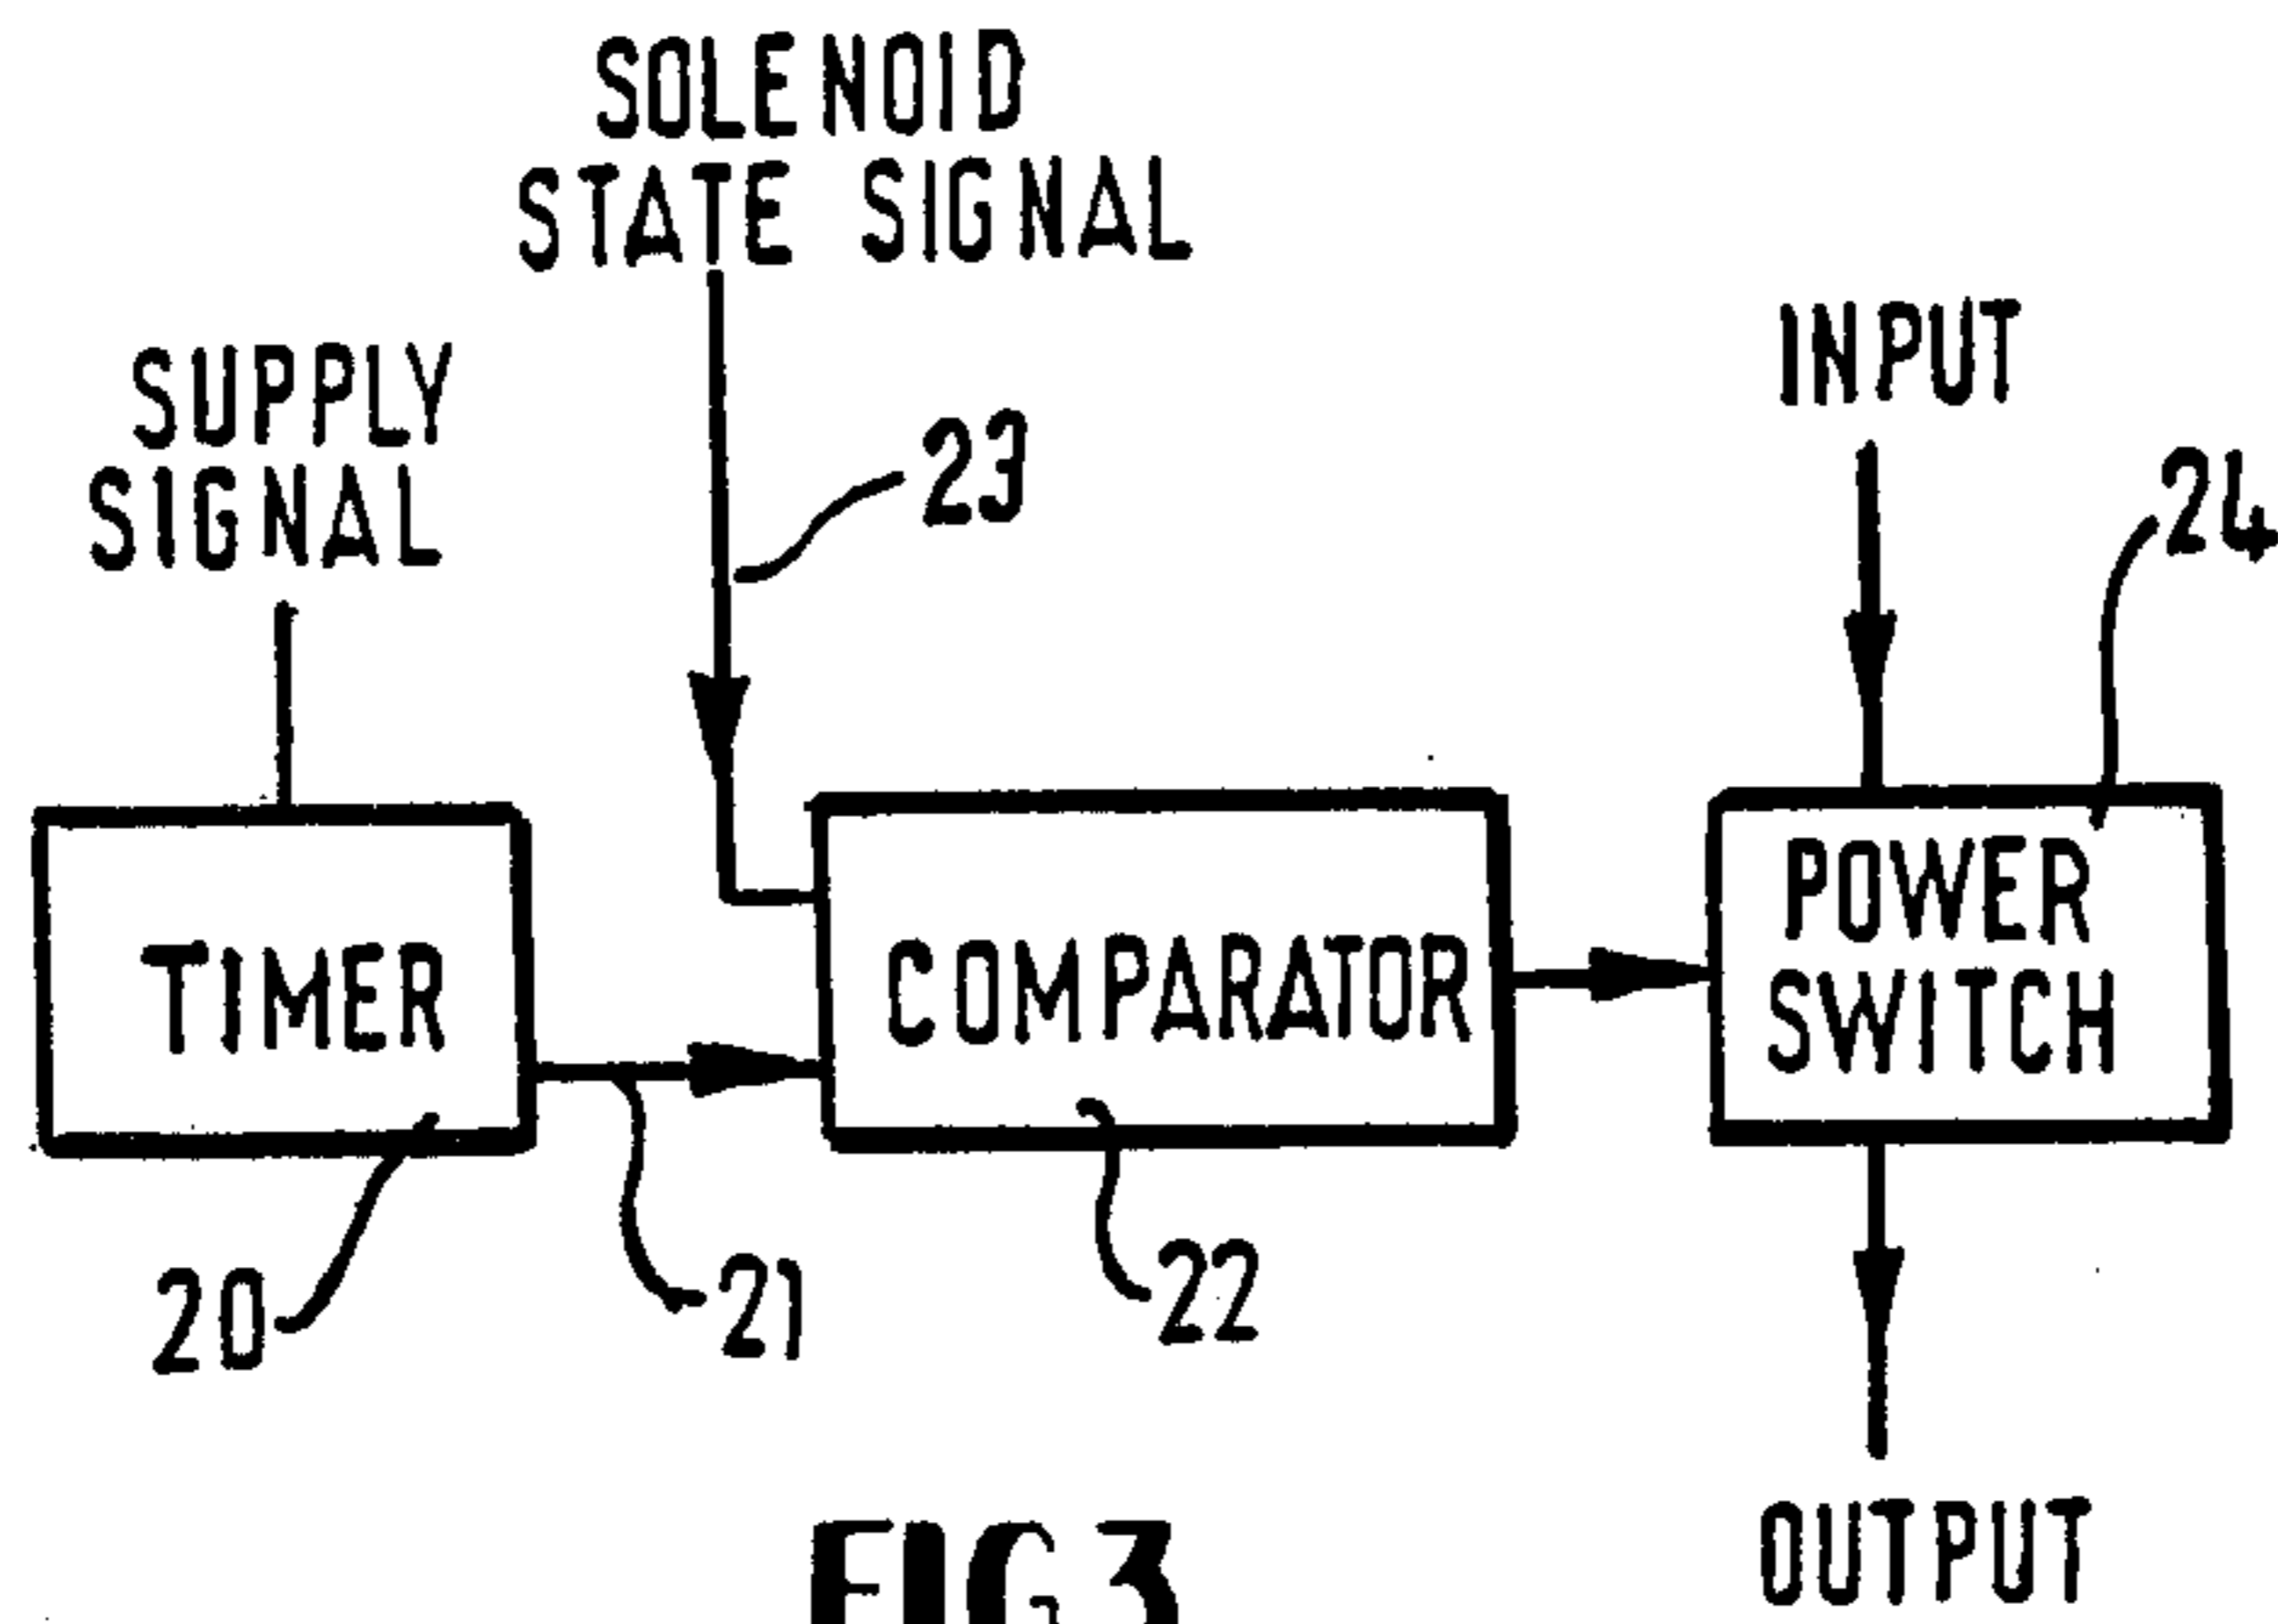 SOLENOID
STATE SIGNAL
SUPPLY
SIGNAL
INPUT
23
24
TIMER
COMPARATOR
POWER
SWITCH
20
21
22
OUTPUT
FIG 3